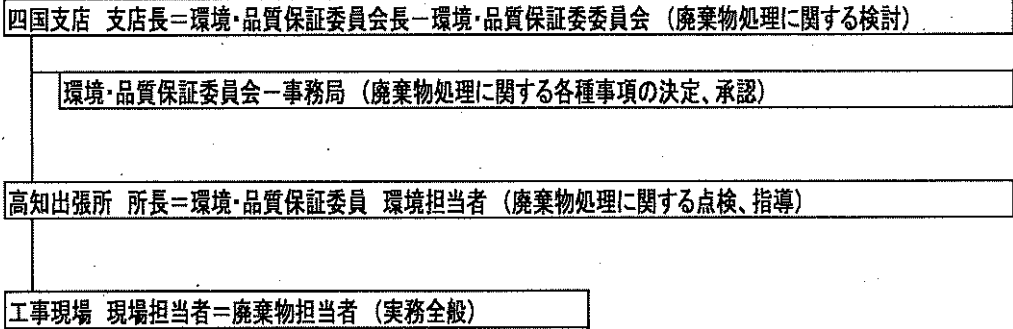 四国支店 支店長＝環境・品質保証委員会長－環境・品質保証委委員会 （廃棄物処理に関する検討）
環境・品質保証委員会－事務局 （廃棄物処理に関する各種事項の決定、承認）
高知出張所 所長＝環境・品質保証委員 環境担当者 （廃棄物処理に関する点検、指導）
工事現場 現場担当者＝廃棄物担当者 （実務全般）